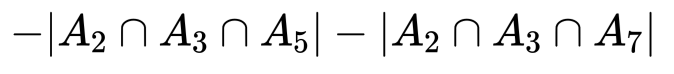 −|A₂ ∩ A₃ ∩ A₅| − |A₂ ∩ A₃ ∩ A₇|